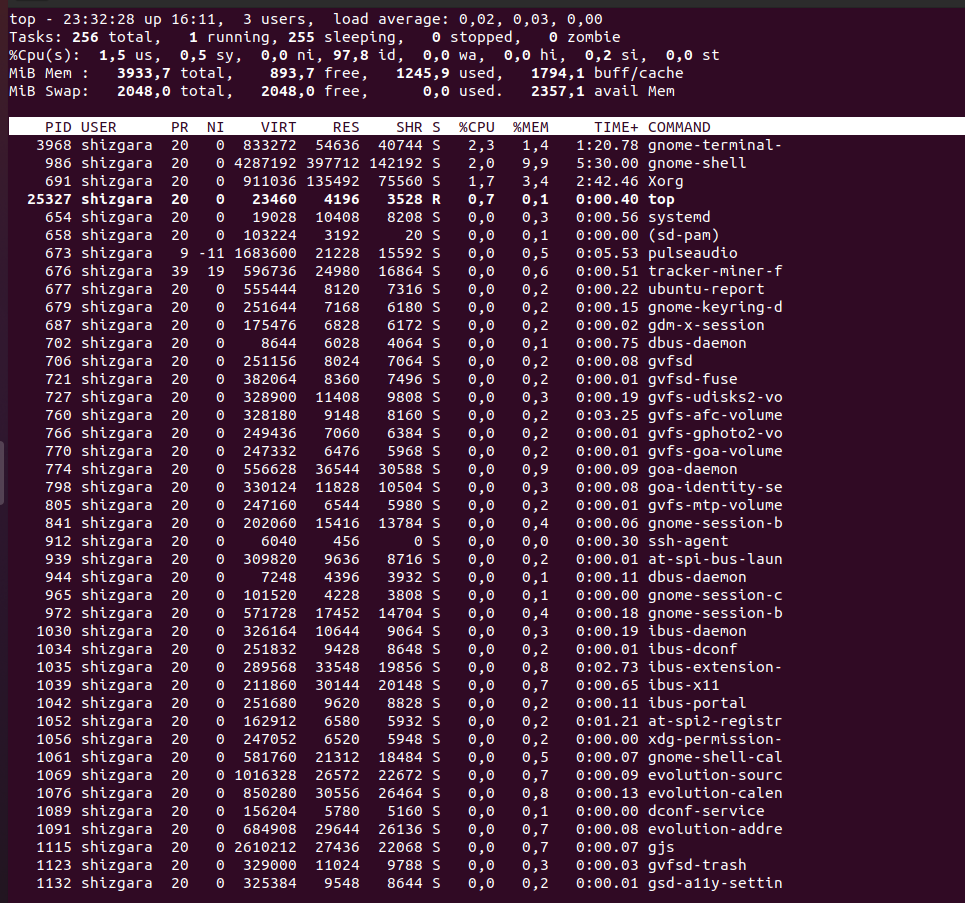 top - 23:32:28 up 16:11,  3 users,  load average: 0,02, 0,03, 0,00
Tasks: 256 total,   1 running, 255 sleeping,   0 stopped,   0 zombie
%Cpu(s):  1,5 us,  0,5 sy,  0,0 ni, 97,8 id,  0,0 wa,  0,0 hi,  0,2 si,  0,0 st
MiB Mem :   3933,7 total,    893,7 free,   1245,9 used,   1794,1 buff/cache
MiB Swap:   2048,0 total,   2048,0 free,      0,0 used.   2357,1 avail Mem
PID USER      PR  NI    VIRT    RES    SHR S  %CPU  %MEM     TIME+ COMMAND
3968 shizgara  20   0  833272  54636  40744 S   2,3   1,4   1:20.78 gnome-terminal-
986 shizgara  20   0 4287192 397712 142192 S   2,0   9,9   5:30.00 gnome-shell
691 shizgara  20   0  911036 135492  75560 S   1,7   3,4   2:42.46 Xorg
25327 shizgara  20   0   23460   4196   3528 R   0,7   0,1   0:00.40 top
654 shizgara  20   0   19028  10408   8208 S   0,0   0,3   0:00.56 systemd
658 shizgara  20   0  103224   3192     20 S   0,0   0,1   0:00.00 (sd-pam)
673 shizgara   9 -11 1683600  21228  15592 S   0,0   0,5   0:05.53 pulseaudio
676 shizgara  39  19  596736  24980  16864 S   0,0   0,6   0:00.51 tracker-miner-f
677 shizgara  20   0  555444   8120   7316 S   0,0   0,2   0:00.22 ubuntu-report
679 shizgara  20   0  251644   7168   6180 S   0,0   0,2   0:00.15 gnome-keyring-d
687 shizgara  20   0  175476   6828   6172 S   0,0   0,2   0:00.02 gdm-x-session
702 shizgara  20   0    8644   6028   4064 S   0,0   0,1   0:00.75 dbus-daemon
706 shizgara  20   0  251156   8024   7064 S   0,0   0,2   0:00.08 gvfsd
721 shizgara  20   0  382064   8360   7496 S   0,0   0,2   0:00.01 gvfsd-fuse
727 shizgara  20   0  328900  11408   9808 S   0,0   0,3   0:00.19 gvfs-udisks2-vo
760 shizgara  20   0  328180   9148   8160 S   0,0   0,2   0:03.25 gvfs-afc-volume
766 shizgara  20   0  249436   7060   6384 S   0,0   0,2   0:00.01 gvfs-gphoto2-vo
770 shizgara  20   0  247332   6476   5968 S   0,0   0,2   0:00.01 gvfs-goa-volume
774 shizgara  20   0  556628  36544  30588 S   0,0   0,9   0:00.09 goa-daemon
798 shizgara  20   0  330124  11828  10504 S   0,0   0,3   0:00.08 goa-identity-se
805 shizgara  20   0  247160   6544   5980 S   0,0   0,2   0:00.01 gvfs-mtp-volume
841 shizgara  20   0  202060  15416  13784 S   0,0   0,4   0:00.06 gnome-session-b
912 shizgara  20   0    6040    456      0 S   0,0   0,0   0:00.30 ssh-agent
939 shizgara  20   0  309820   9636   8716 S   0,0   0,2   0:00.01 at-spi-bus-laun
944 shizgara  20   0    7248   4396   3932 S   0,0   0,1   0:00.11 dbus-daemon
965 shizgara  20   0  101520   4228   3808 S   0,0   0,1   0:00.00 gnome-session-c
972 shizgara  20   0  571728  17452  14704 S   0,0   0,4   0:00.18 gnome-session-b
1030 shizgara  20   0  326164  10644   9064 S   0,0   0,3   0:00.19 ibus-daemon
1034 shizgara  20   0  251832   9428   8648 S   0,0   0,2   0:00.01 ibus-dconf
1035 shizgara  20   0  289568  33548  19856 S   0,0   0,8   0:02.73 ibus-extension-
1039 shizgara  20   0  211860  30144  20148 S   0,0   0,7   0:00.65 ibus-x11
1042 shizgara  20   0  251680   9620   8828 S   0,0   0,2   0:00.11 ibus-portal
1052 shizgara  20   0  162912   6580   5932 S   0,0   0,2   0:01.21 at-spi2-registr
1056 shizgara  20   0  247052   6520   5948 S   0,0   0,2   0:00.00 xdg-permission-
1061 shizgara  20   0  581760  21312  18484 S   0,0   0,5   0:00.07 gnome-shell-cal
1069 shizgara  20   0 1016328  26572  22672 S   0,0   0,7   0:00.09 evolution-sourc
1076 shizgara  20   0  850280  30556  26464 S   0,0   0,8   0:00.13 evolution-calen
1089 shizgara  20   0  156204   5780   5160 S   0,0   0,1   0:00.00 dconf-service
1091 shizgara  20   0  684908  29644  26136 S   0,0   0,7   0:00.08 evolution-addre
1115 shizgara  20   0 2610212  27436  22068 S   0,0   0,7   0:00.07 gjs
1123 shizgara  20   0  329000  11024   9788 S   0,0   0,3   0:00.03 gvfsd-trash
1132 shizgara  20   0  325384   9548   8644 S   0,0   0,2   0:00.01 gsd-a11y-settin